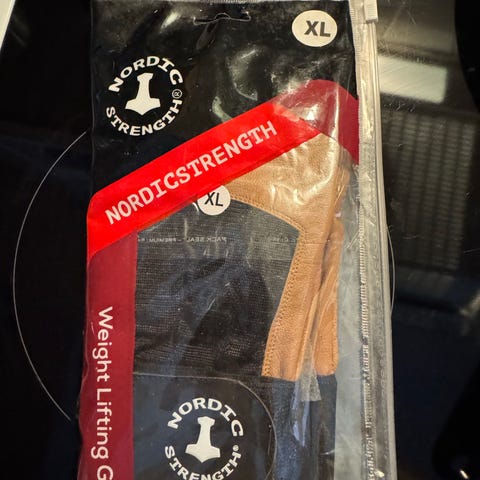 XL
NORDIC
STRENGTH®
NORDICSTRENGTH
XL
Weight Lifting G
NORDIC
STRENGTH®